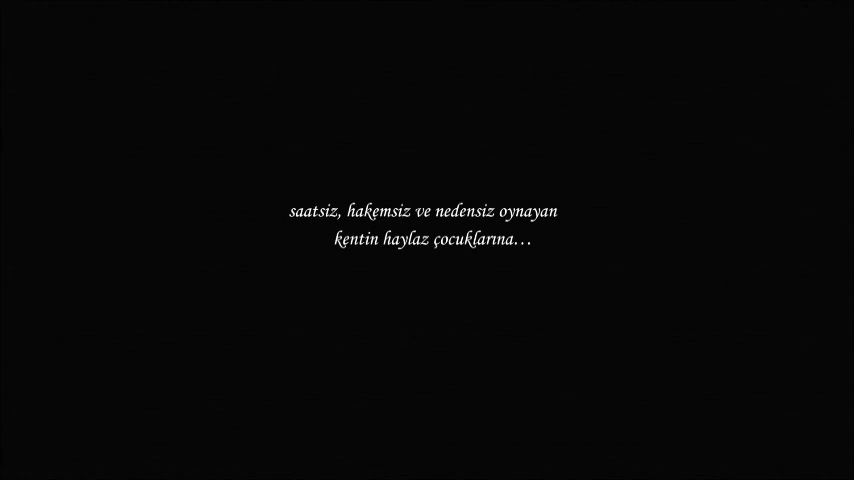 saatsiz, hakemsiz ve nedensiz oynayan
kentin haylaz çocuklarına…